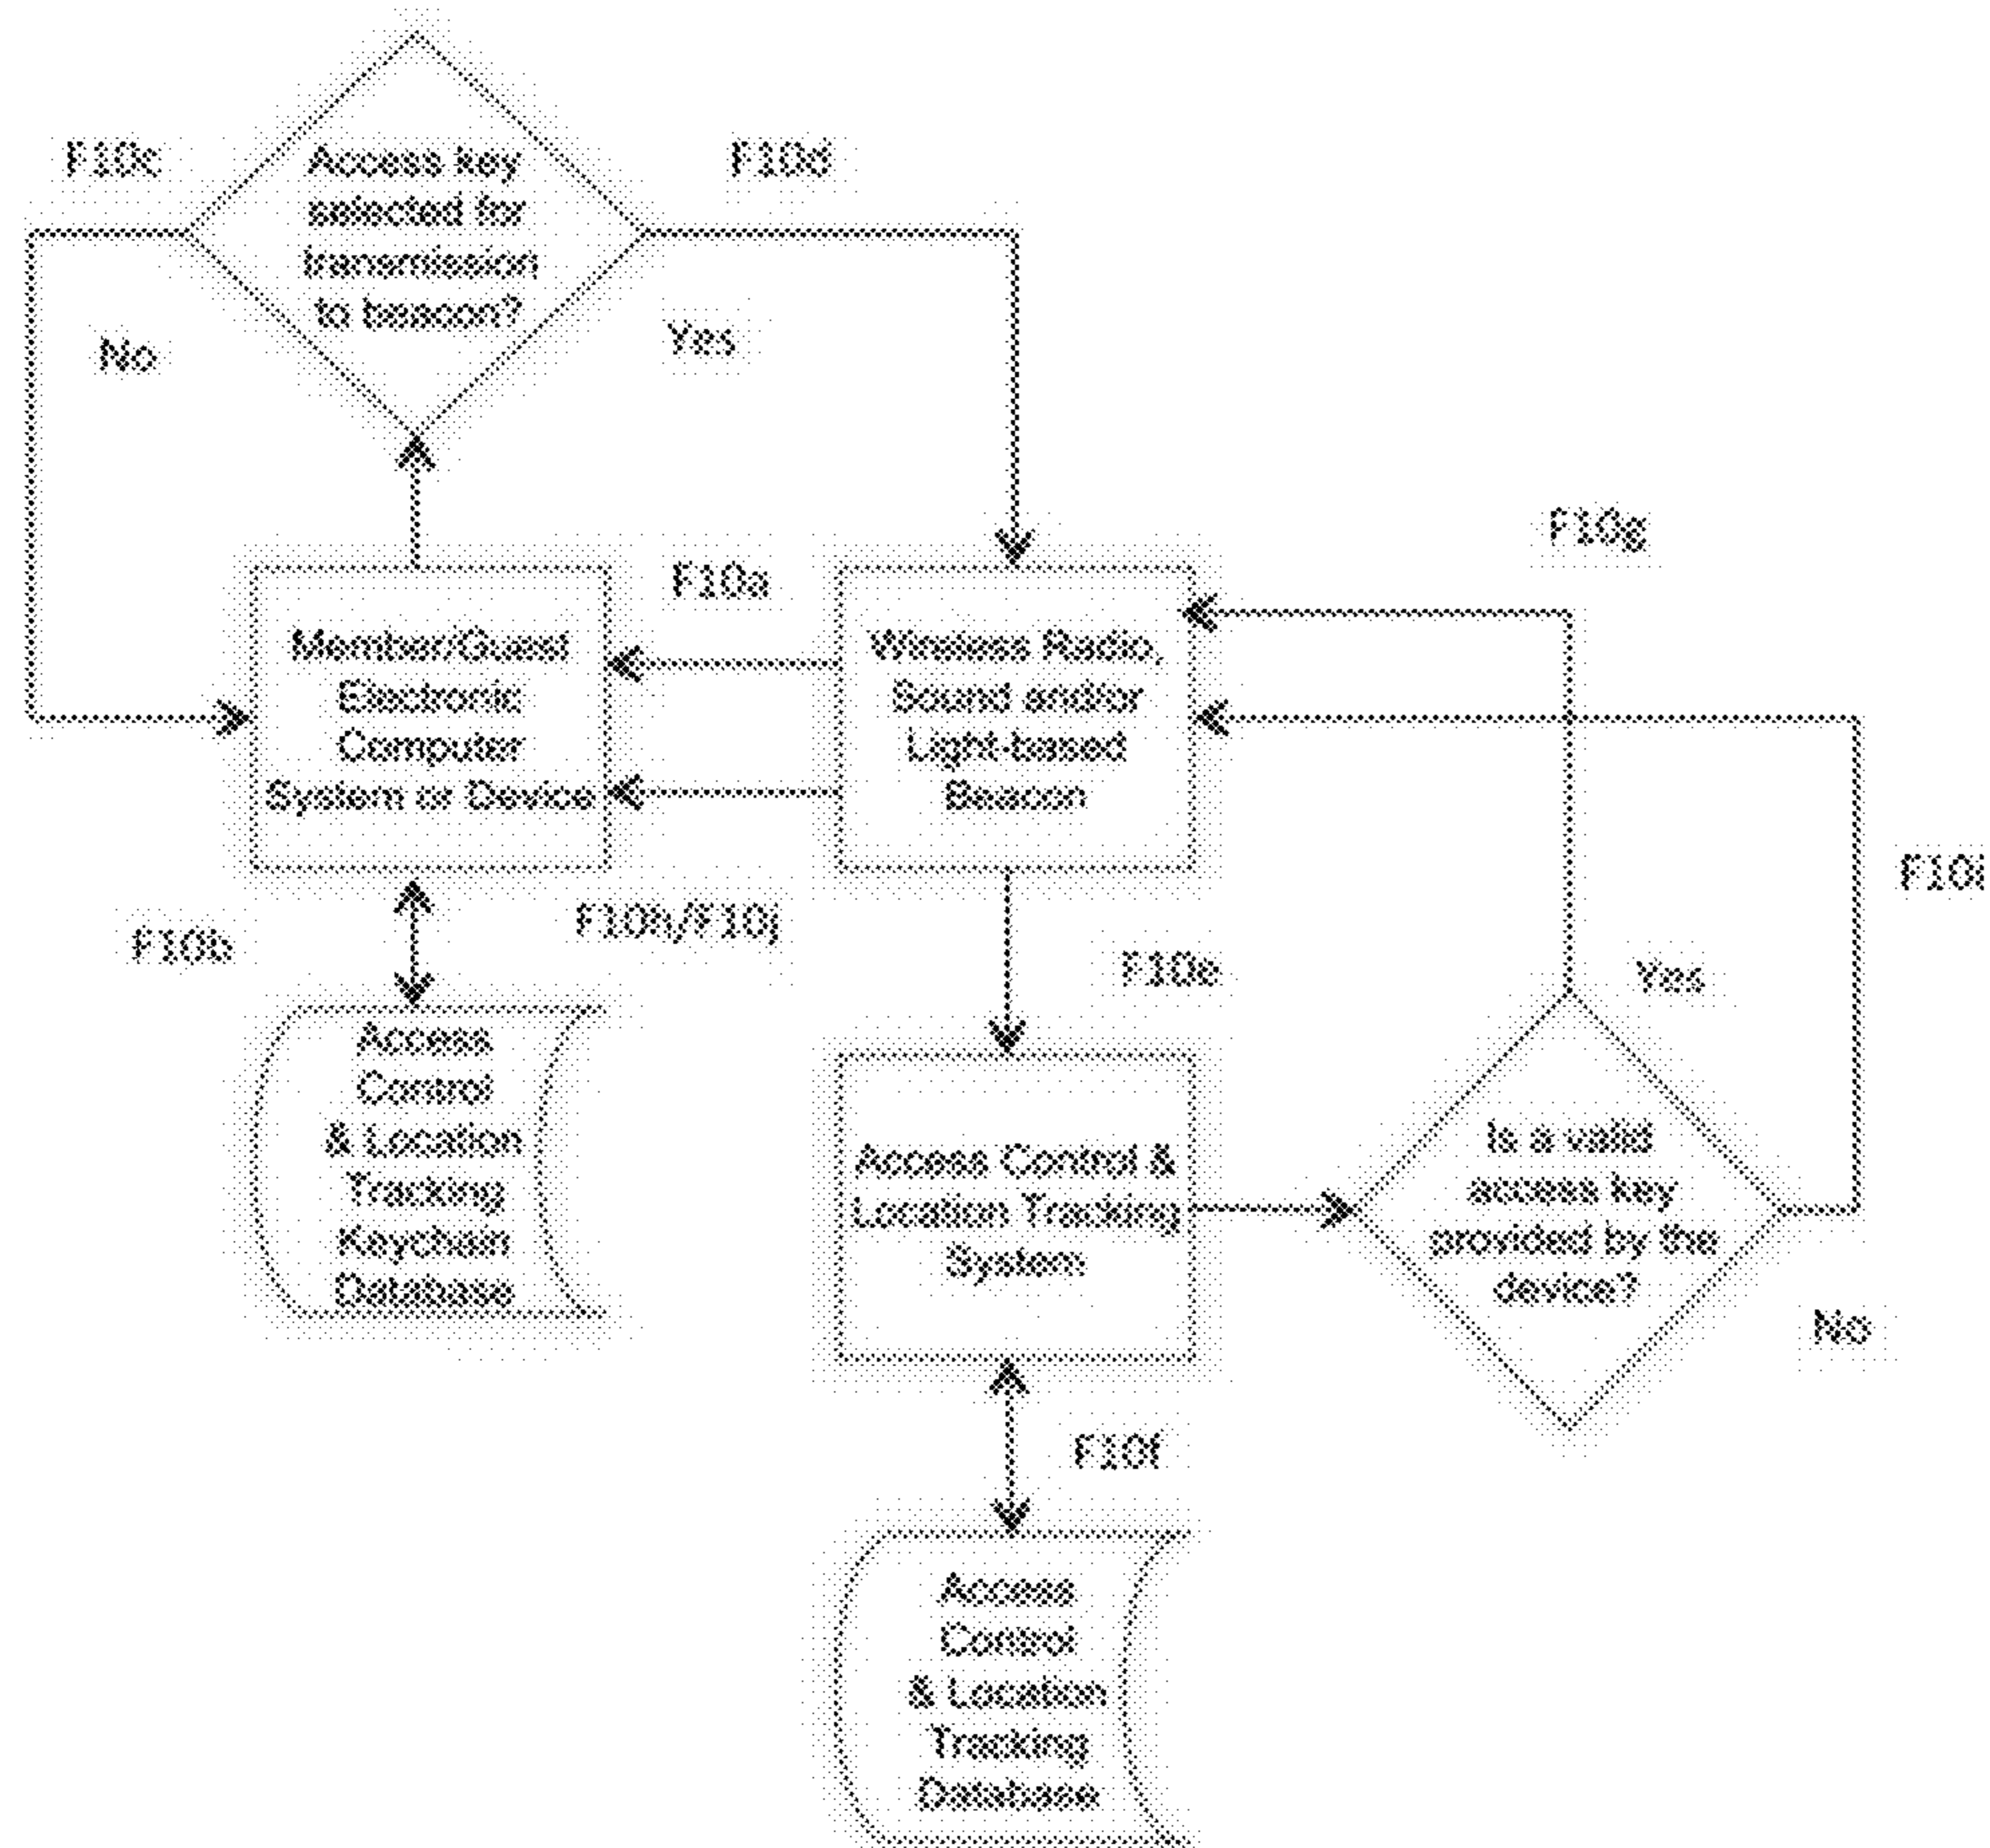 F10c
Access key
selected for
transmission
to beacon?
F10d
No
Yes
F10g
F10a
Member/Guest
Electronic
Computer
System or Device
Wireless Radio,
Sound and/or
Light-based
Beacon
F10i
F10b
F10h/F10j
F10e
Yes
Access
Control
& Location
Tracking
Keychain
Database
Access Control &
Location Tracking
System
Is a valid
access key
provided by the
device?
No
F10f
Access
Control
& Location
Tracking
Database